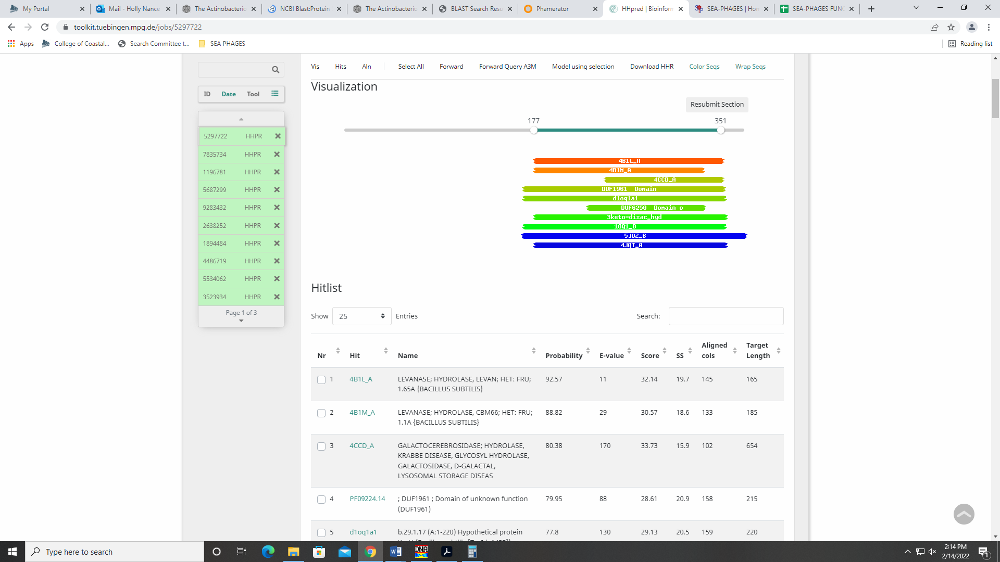 My Portal
Mail - Holly Nance
The Actinobacterio
NCBI Blast:Protein
The Actinobacterio
BLAST Search Resu
Phamerator
HHpred | Bioinform
SEA-PHAGES | Hom
SEA-PHAGES FUNC
toolkit.tuebingen.mpg.de/jobs/5297722
Apps
College of Coastal...
Search Committee t...
SEA PHAGES
Reading list
ID Date Tool
5297722 HHPR
7835734 HHPR
1196781 HHPR
5687299 HHPR
9283432 HHPR
2638252 HHPR
1894484 HHPR
4486719 HHPR
5534062 HHPR
3523934 HHPR
Page 1 of 3
Vis Hits Aln Select All Forward Forward Query A3M Model using selection Download HHR Color Seqs Wrap Seqs
Visualization
Resubmit Section
177 351
4B1L_A
4B1M_A
4CCD_A
DUF1961 Domain
d1oq1a1
DUF6250 Domain o
3keto-disac_hyd
1OQ1_B
5JOZ_B
4JQT_A
Hitlist
Show 25 Entries Search:
Nr Hit Name Probability E-value Score SS Aligned cols Target Length
1 4B1L_A LEVANASE; HYDROLASE, LEVAN; HET: FRU; 92.57 11 32.14 19.7 145 165
1.65A {BACILLUS SUBTILIS}
2 4B1M_A LEVANASE; HYDROLASE, CBM66; HET: FRU; 88.82 29 30.57 18.6 133 185
1.1A {BACILLUS SUBTILIS}
3 4CCD_A GALACTOCEREBROSIDASE; HYDROLASE, 80.38 170 33.73 15.9 102 654
KRABBE DISEASE, GLYCOSYL HYDROLASE,
GALACTOSIDASE, D-GALACTAL,
LYSOSOMAL STORAGE DISEAS
4 PF09224.14 ; DUF1961 ; Domain of unknown function 79.95 88 28.61 20.9 158 215
(DUF1961)
5 d1oq1a1 b.29.1.17 (A:1-220) Hypothetical protein 77.8 130 29.13 20.5 159 220
Type here to search
DNA
2:14 PM
2/14/2022
1